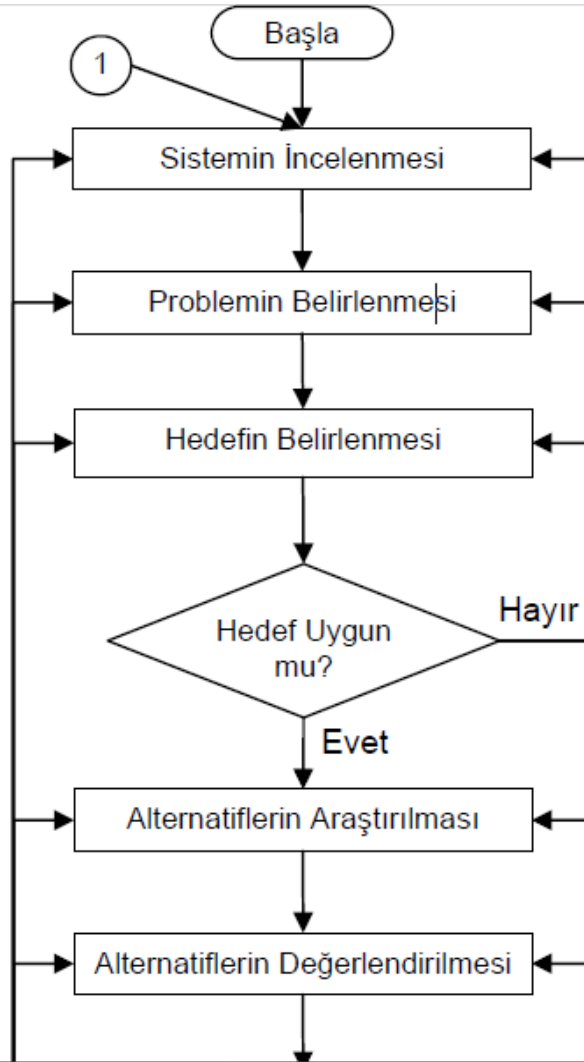 Başla
1
Sistemin İncelenmesi
Problemin Belirlenmesi
Hedefin Belirlenmesi
Hedef Uygun
mu?
Hayır
Evet
Alternatiflerin Araştırılması
Alternatiflerin Değerlendirilmesi